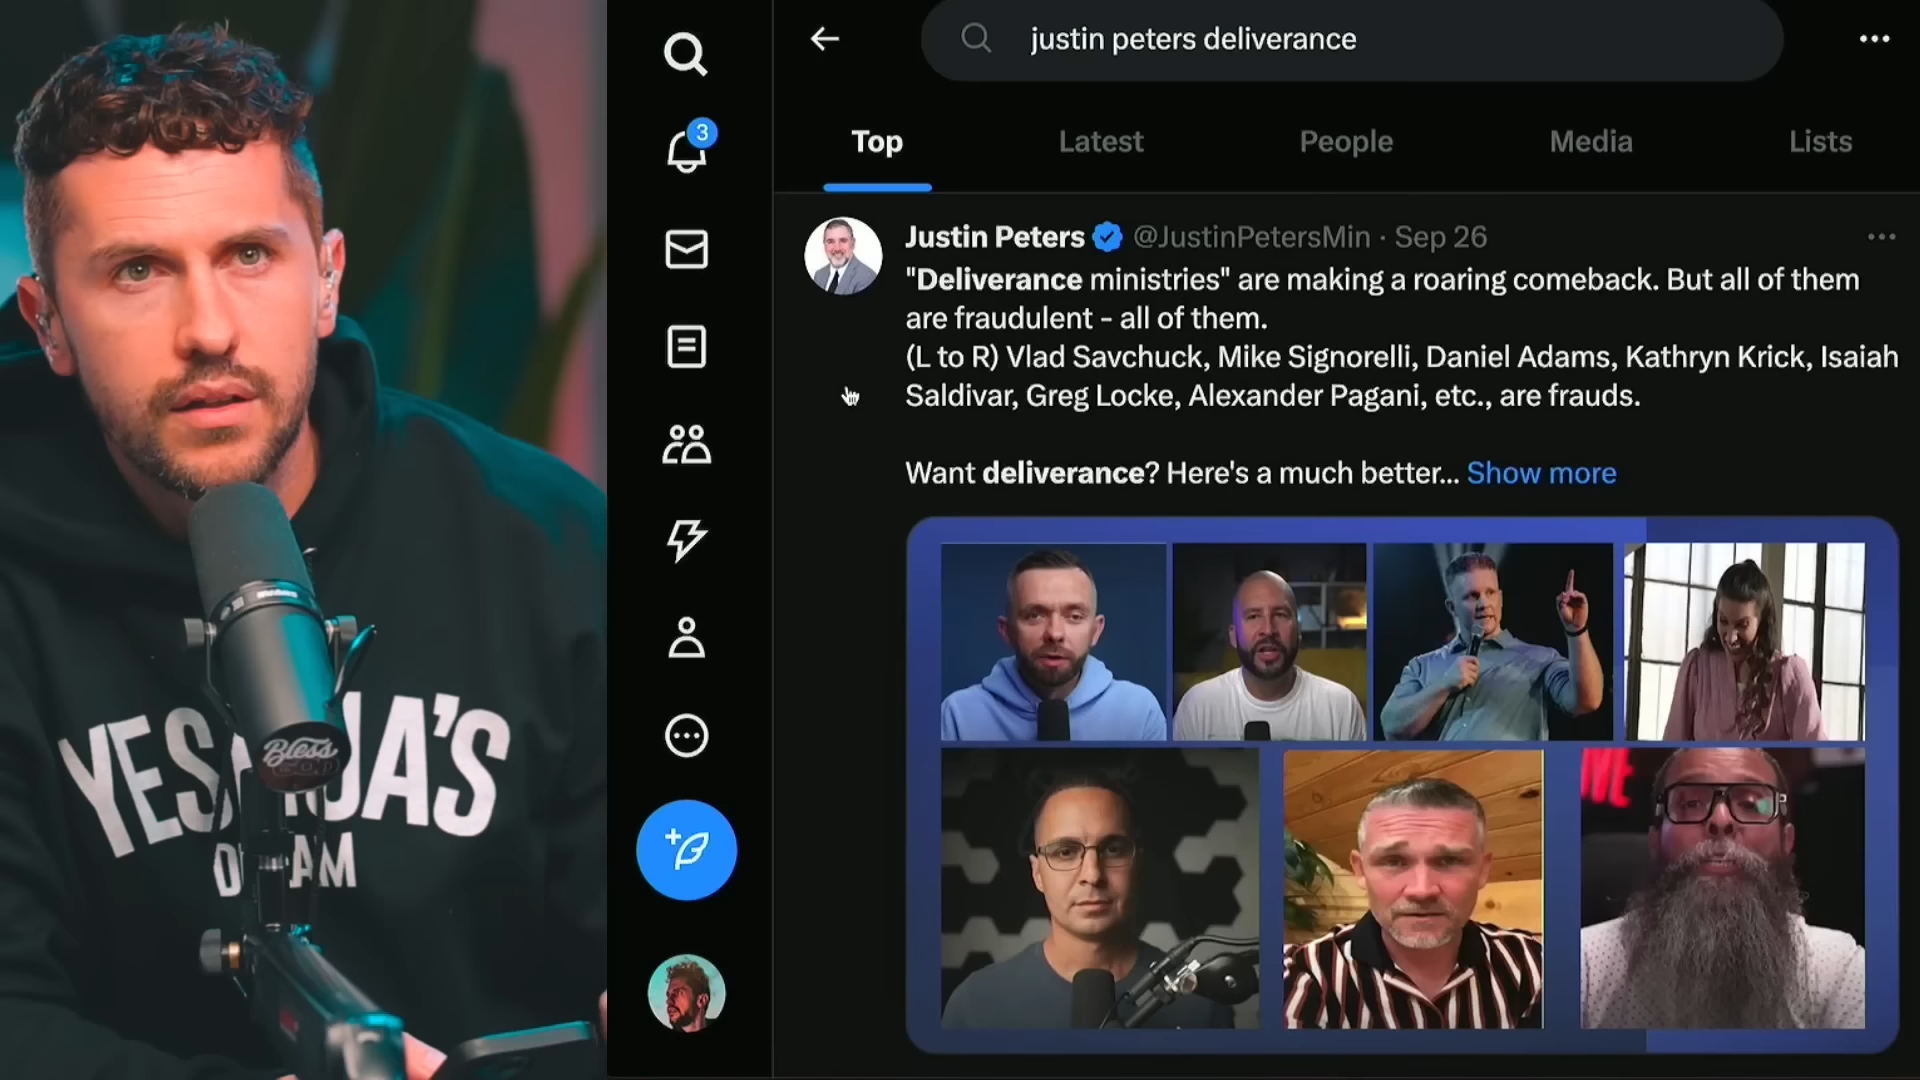 justin peters deliverance
3
Top Latest People Media Lists
Justin Peters @JustinPetersMin · Sep 26
"Deliverance ministries" are making a roaring comeback. But all of them
are fraudulent - all of them.
(L to R) Vlad Savchuck, Mike Signorelli, Daniel Adams, Kathryn Krick, Isaiah
Saldivar, Greg Locke, Alexander Pagani, etc., are frauds.
Want deliverance? Here's a much better... Show more
Bless